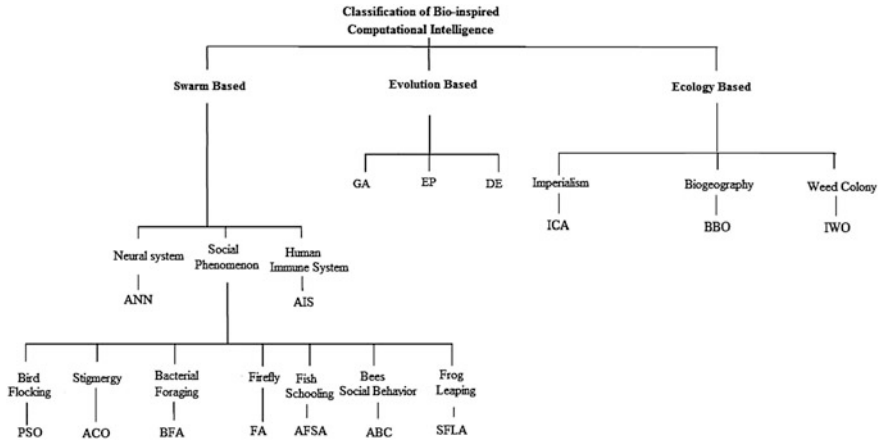 Classification of Bio-inspired
Computational Intelligence
Swarm Based
Evolution Based
Ecology Based
GA
EP
DE
Imperialism
Biogeography
Weed Colony
ICA
BBO
IWO
Neural system
Social
Phenomenon
Human
Immune System
ANN
AIS
Bird
Flocking
Stigmergy
Bacterial
Foraging
Firefly
Fish
Schooling
Bees
Social Behavior
Frog
Leaping
PSO
ACO
BFA
FA
AFSA
ABC
SFLA